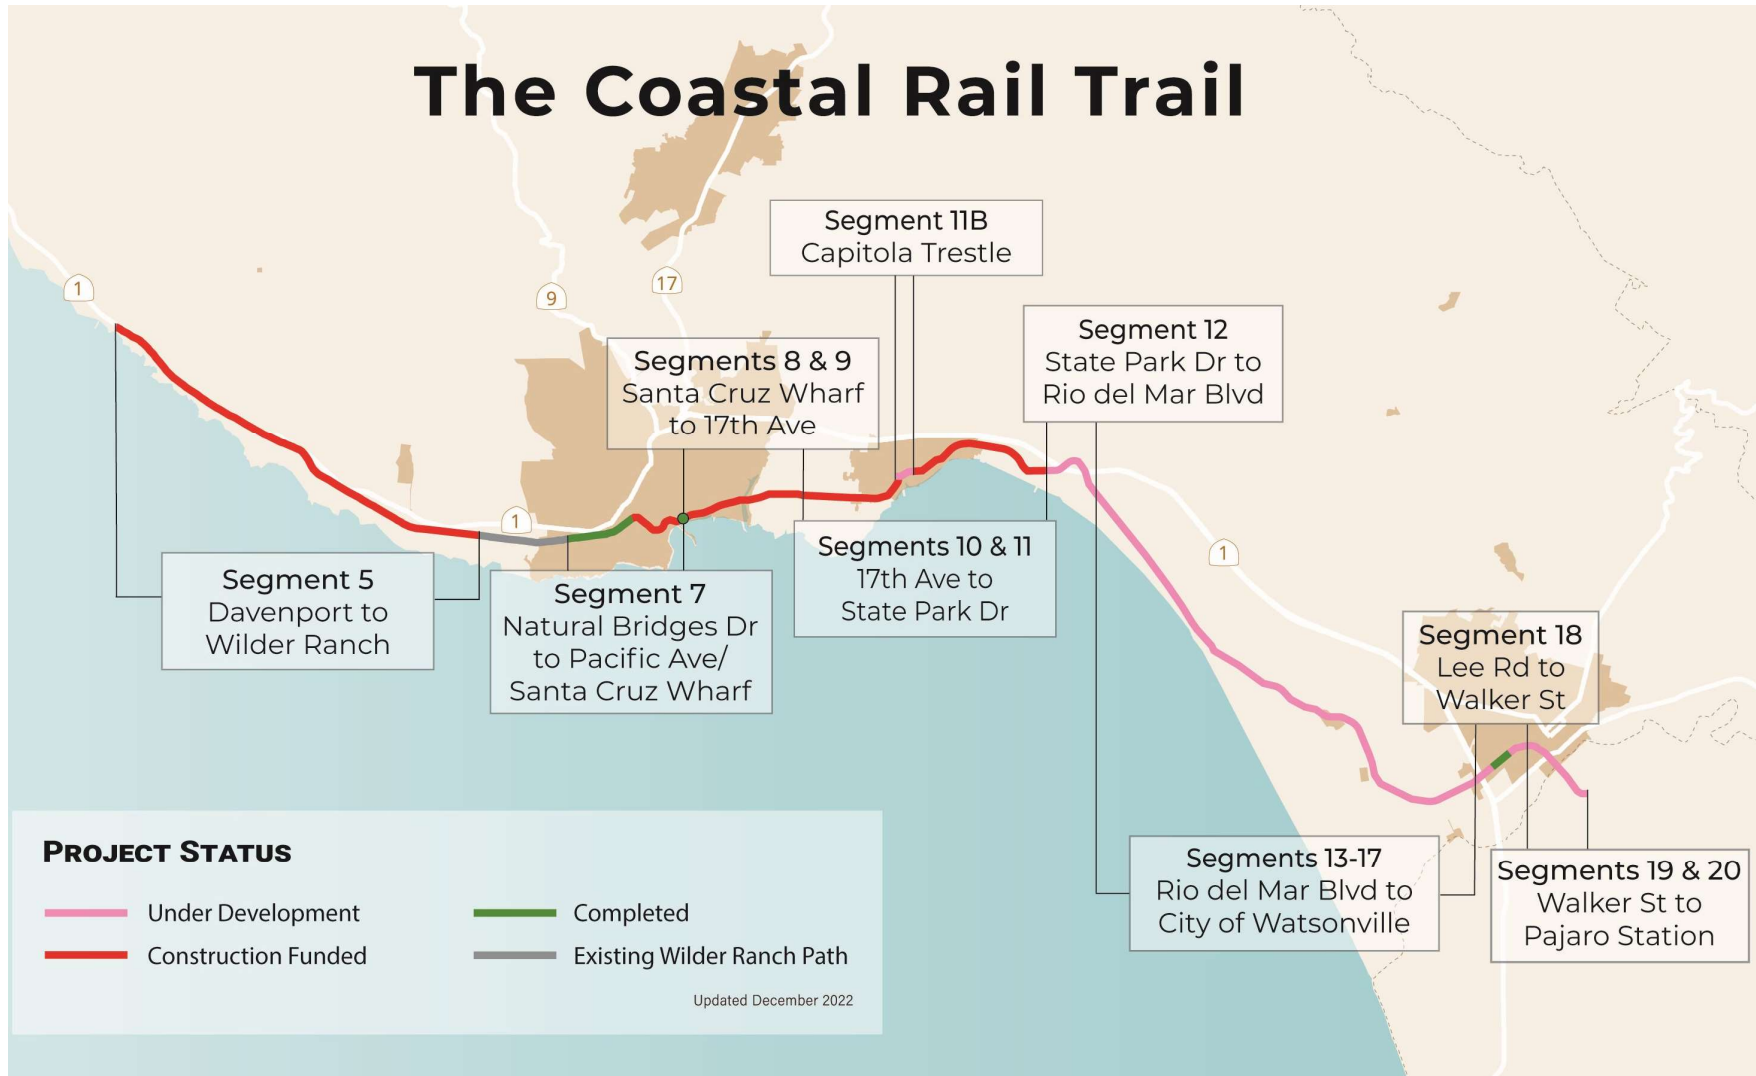 The Coastal Rail Trail
Segment 11B
Capitola Trestle
1
9
17
Segment 12
State Park Dr to
Rio del Mar Blvd
Segments 8 & 9
Santa Cruz Wharf
to 17th Ave
1
1
Segments 10 & 11
17th Ave to
State Park Dr
Segment 5
Davenport to
Wilder Ranch
Segment 7
Natural Bridges Dr
to Pacific Ave/
Santa Cruz Wharf
Segment 18
Lee Rd to
Walker St
Segments 13-17
Rio del Mar Blvd to
City of Watsonville
Segments 19 & 20
Walker St to
Pajaro Station
PROJECT STATUS
Under Development
Completed
Construction Funded
Existing Wilder Ranch Path
Updated December 2022